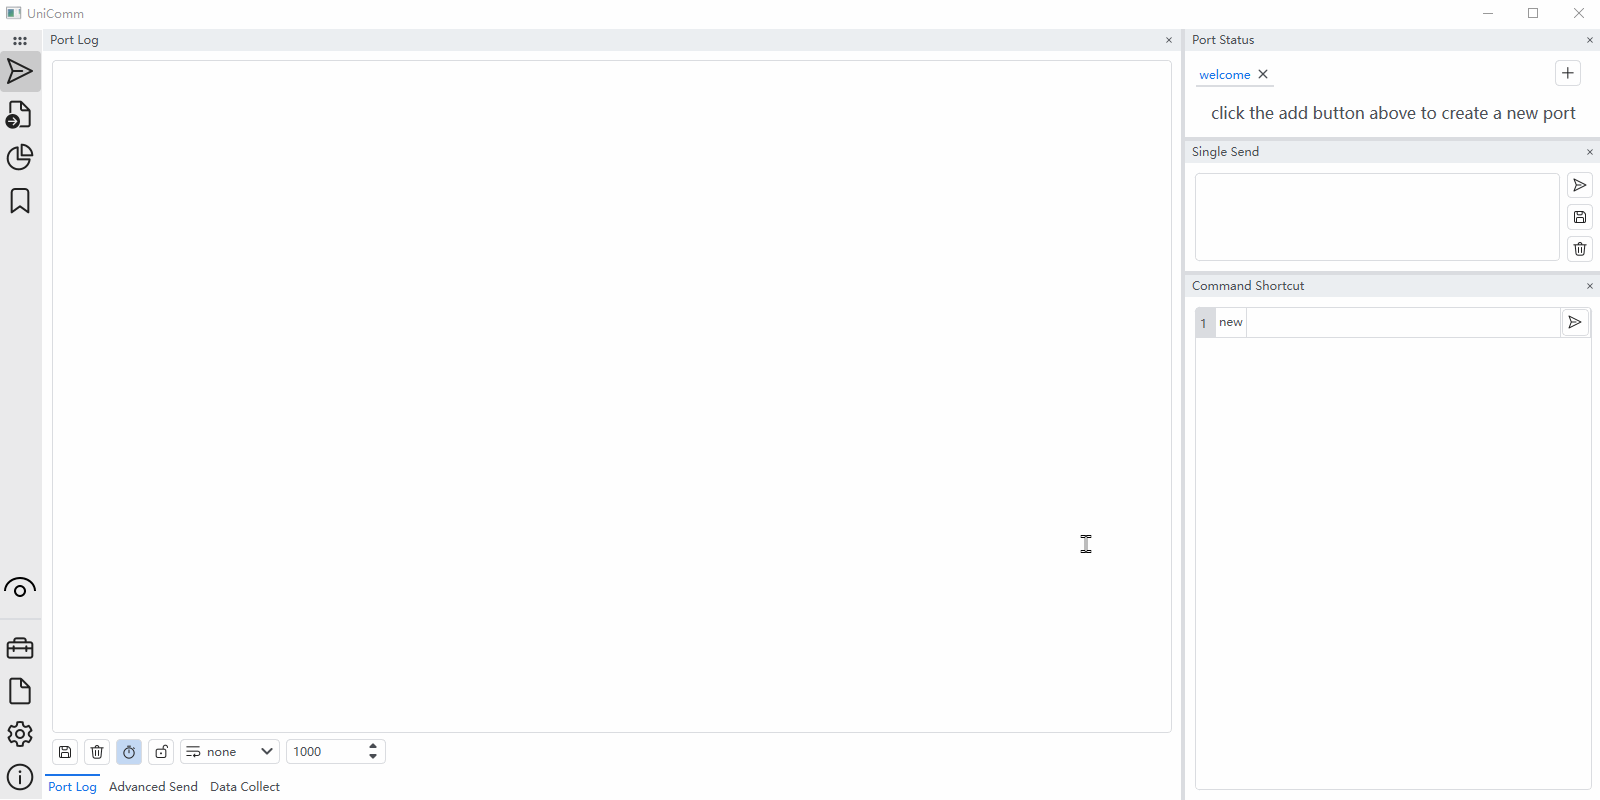 UniComm
Port Log
Port Status
welcome
click the add button above to create a new port
Single Send
Command Shortcut
1 new
none 1000
Port Log Advanced Send Data Collect